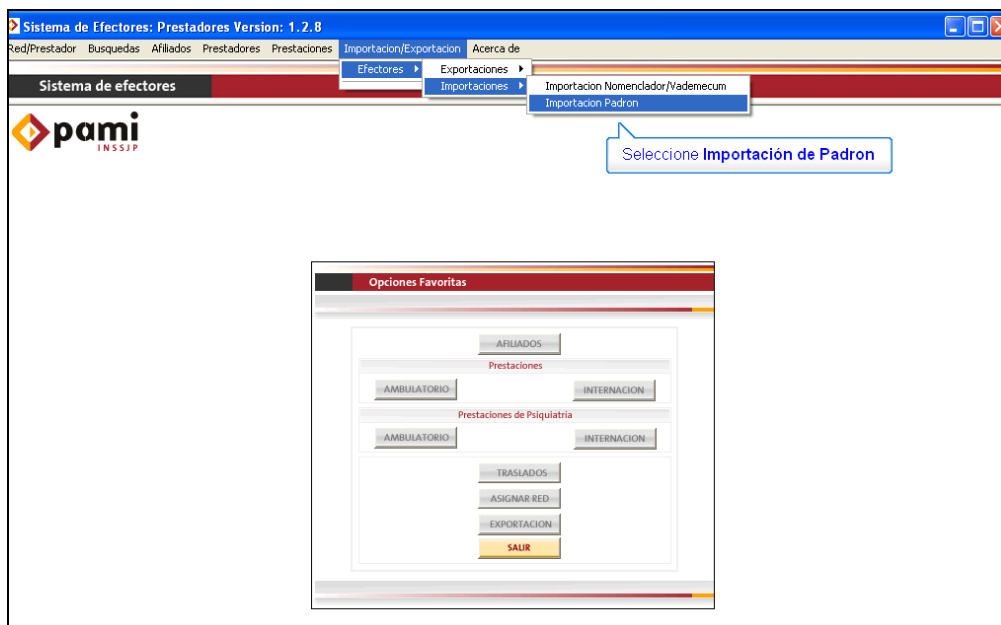 Sistema de Efectores: Prestadores Version: 1.2.8
Red/Prestador Busquedas Afiliados Prestadores Prestaciones Importacion/Exportacion Acerca de
Efectores Exportaciones
Sistema de efectores Importaciones Importacion Nomenclador/Vademecum
Importacion Padron
pami
INSSJP
Seleccione Importación de Padron
Opciones Favoritas
AFILIADOS
Prestaciones
AMBULATORIO INTERNACION
Prestaciones de Psiquiatria
AMBULATORIO INTERNACION
TRASLADOS
ASIGNAR RED
EXPORTACION
SALIR